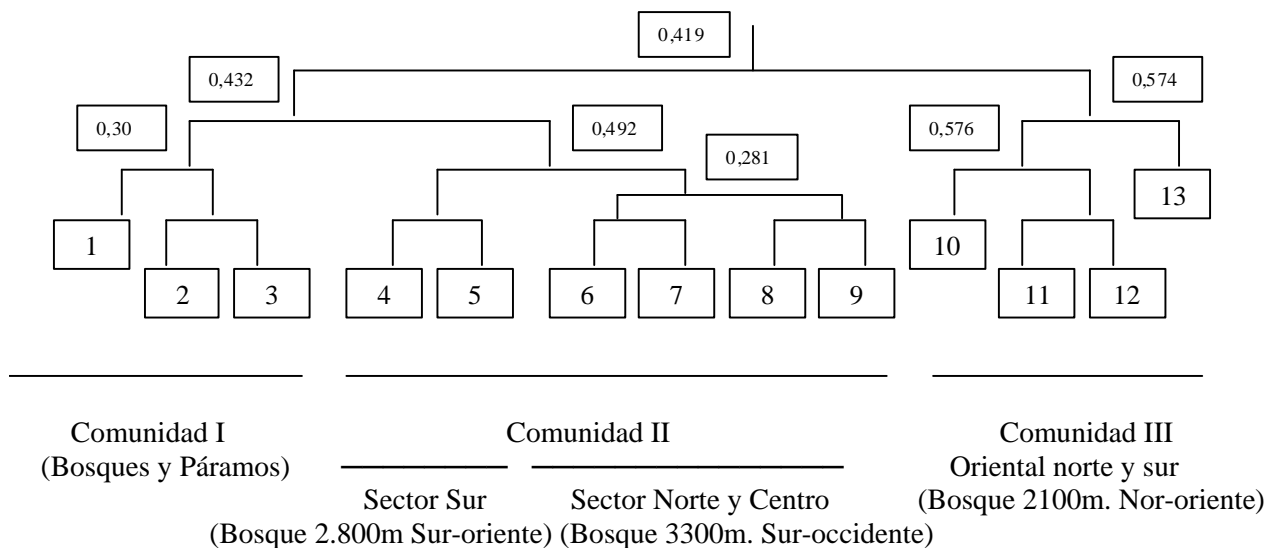 0,419
0,432
0,574
0,30
0,492
0,576
0,281
13
1
10
2 3 4 5 6 7 8 9 11 12
Comunidad I Comunidad II Comunidad III
(Bosques y Páramos) Oriental norte y sur
Sector Sur Sector Norte y Centro (Bosque 2100m. Nor-oriente)
(Bosque 2.800m Sur-oriente) (Bosque 3300m. Sur-occidente)